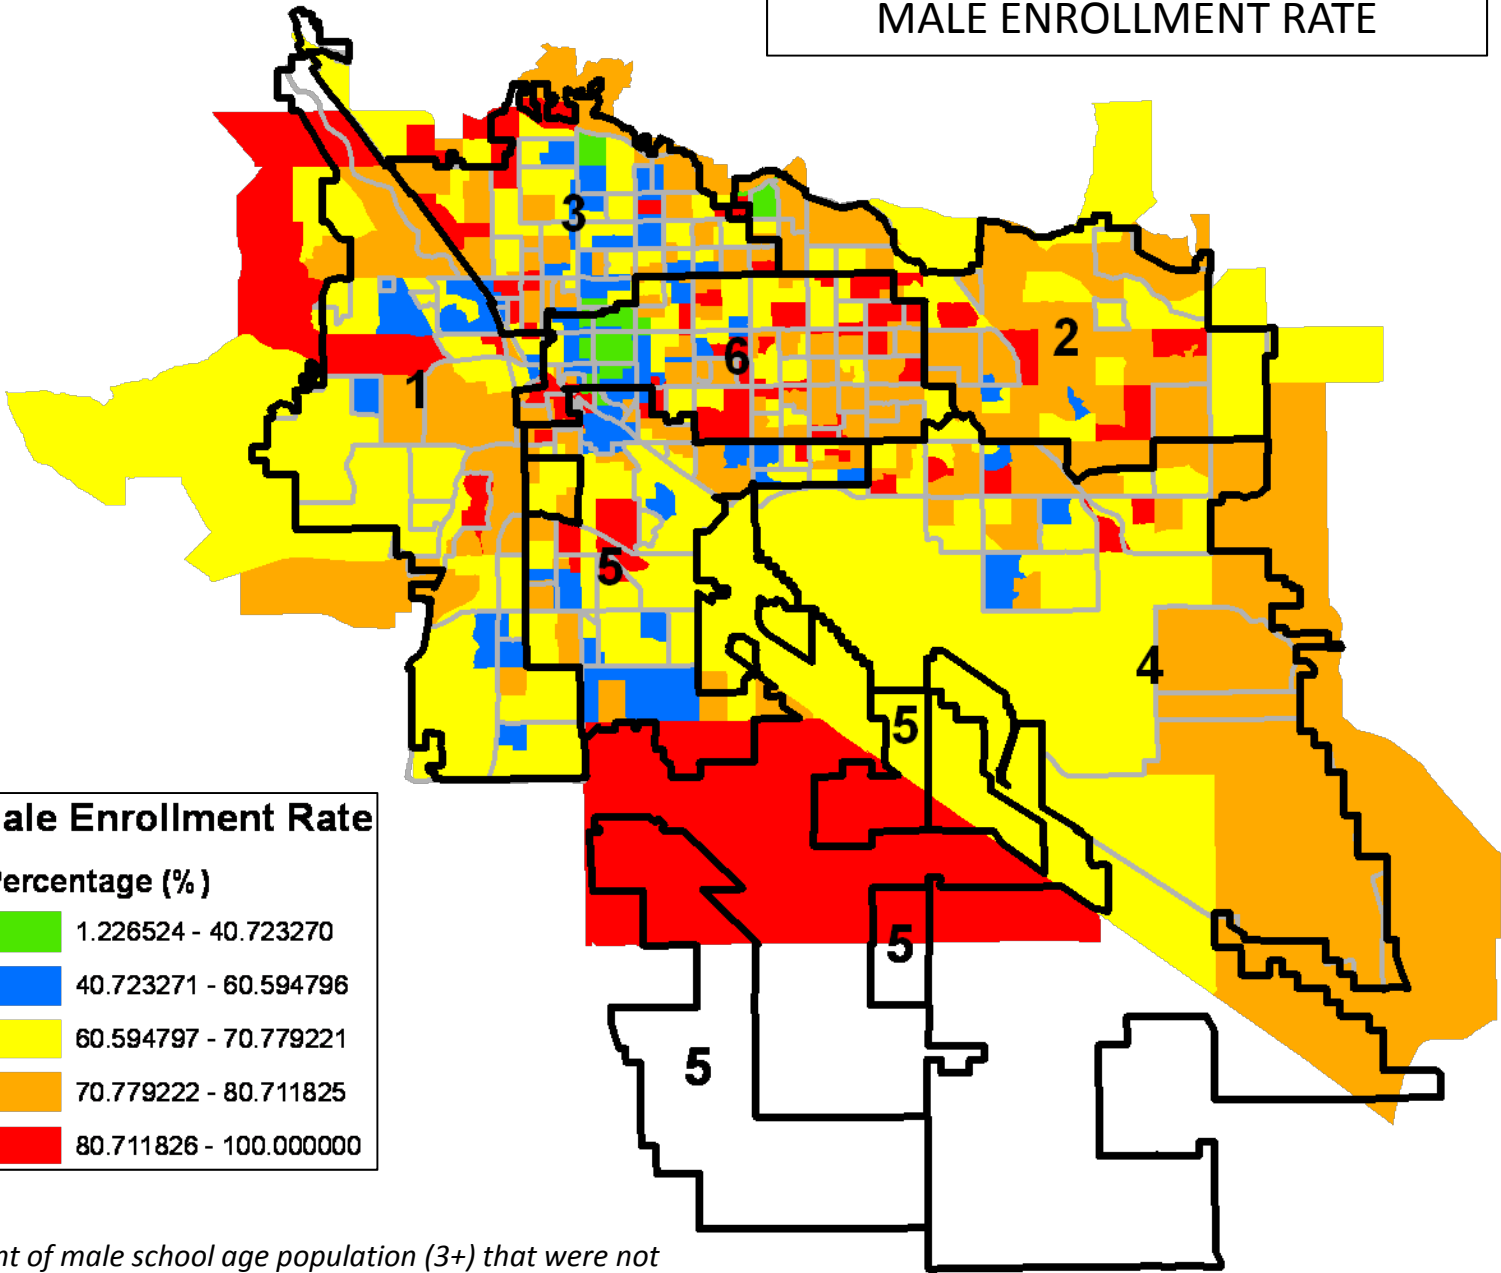 MALE ENROLLMENT RATE
3
2
6
1
5
4
5
5
5
ale Enrollment Rate
Percentage (%)
1.226524 - 40.723270
40.723271 - 60.594796
60.594797 - 70.779221
70.779222 - 80.711825
80.711826 - 100.000000
nt of male school age population (3+) that were not